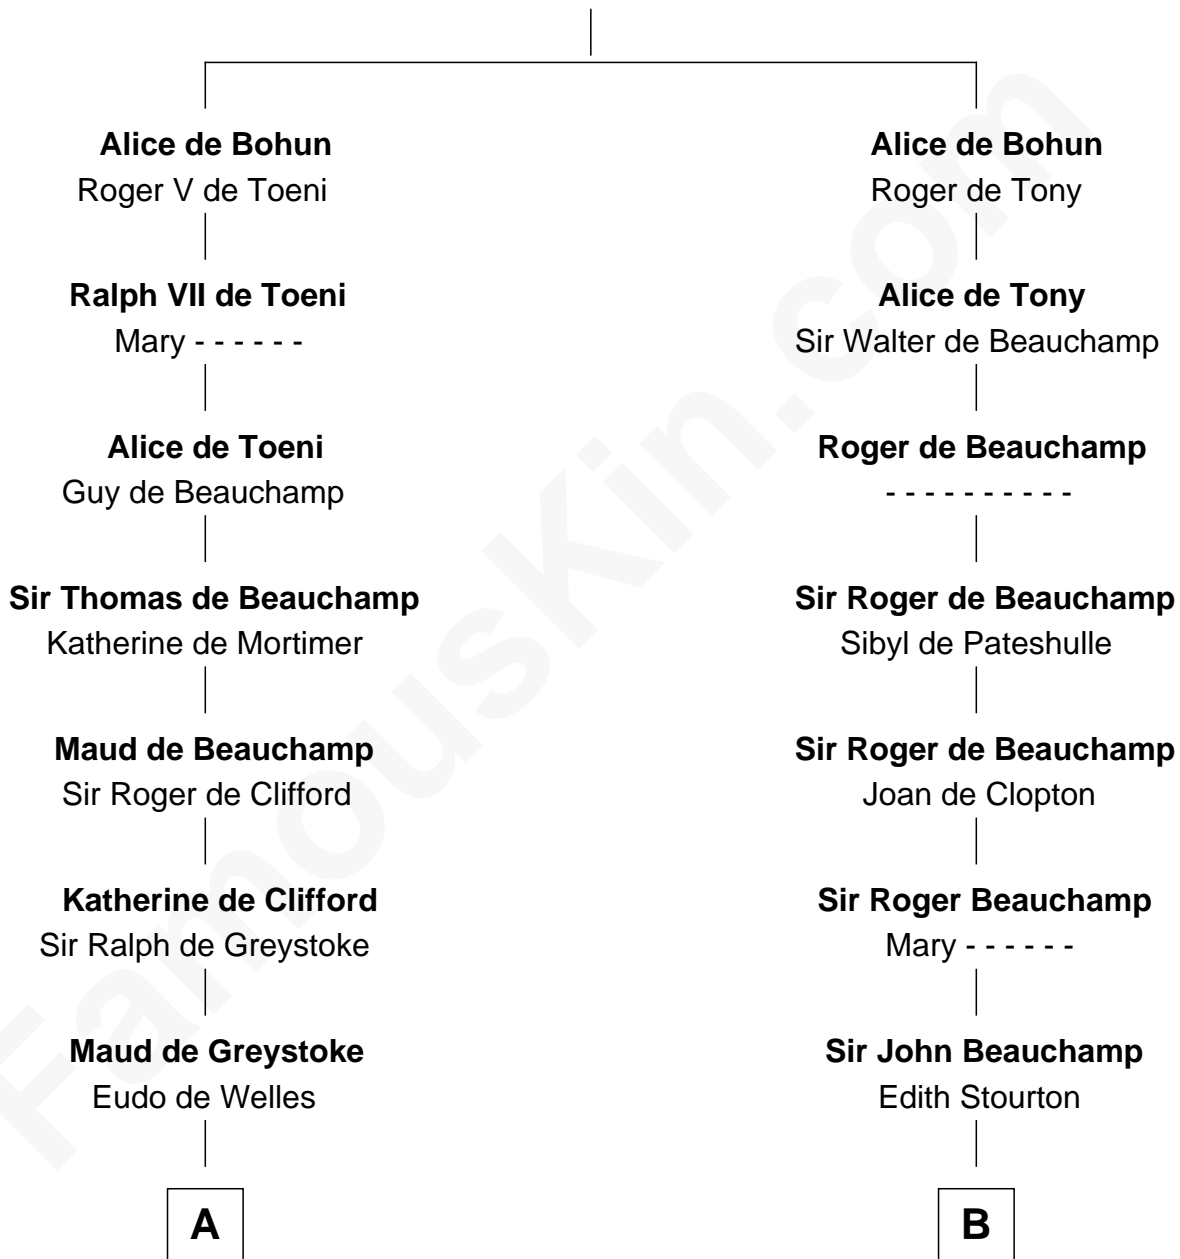 Alice de Bohun
Roger V de Toeni
Ralph VII de Toeni
Mary - - - - - -
Alice de Toeni
Guy de Beauchamp
Sir Thomas de Beauchamp
Katherine de Mortimer
Maud de Beauchamp
Sir Roger de Clifford
Katherine de Clifford
Sir Ralph de Greystoke
Maud de Greystoke
Eudo de Welles
A
Alice de Bohun
Roger de Tony
Alice de Tony
Sir Walter de Beauchamp
Roger de Beauchamp
- - - - - - - - - -
Sir Roger de Beauchamp
Sibyl de Pateshulle
Sir Roger de Beauchamp
Joan de Clopton
Sir Roger Beauchamp
Mary - - - - - -
Sir John Beauchamp
Edith Stourton
B
FamousKin.com